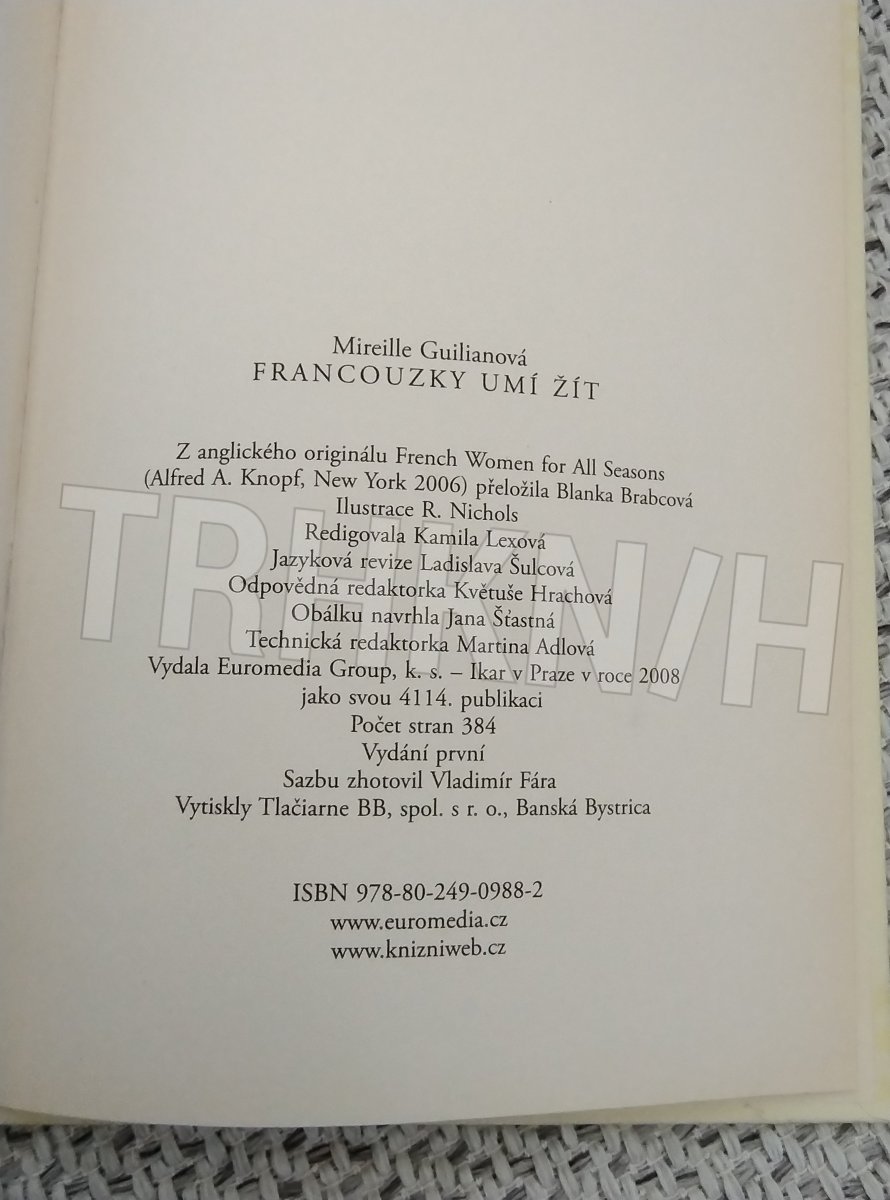 Mireille Guilianová
FRANCOUZKY UMÍ ŽÍT
Z anglického originálu French Women for All Seasons
(Alfred A. Knopf, New York 2006) přeložila Blanka Brabcová
Ilustrace R. Nichols
Redigovala Kamila Lexová
Jazyková revize Ladislava Šulcová
Odpovědná redaktorka Květuše Hrachová
Obálku navrhla Jana Šťastná
Technická redaktorka Martina Adlová
Vydala Euromedia Group, k. s. – Ikar v Praze v roce 2008
jako svou 4114. publikaci
Počet stran 384
Vydání první
Sazbu zhotovil Vladimír Fára
Vytiskly Tlačiarne BB, spol. s r. o., Banská Bystrica
ISBN 978-80-249-0988-2
www.euromedia.cz
www.knizniweb.cz
TRHKN/H